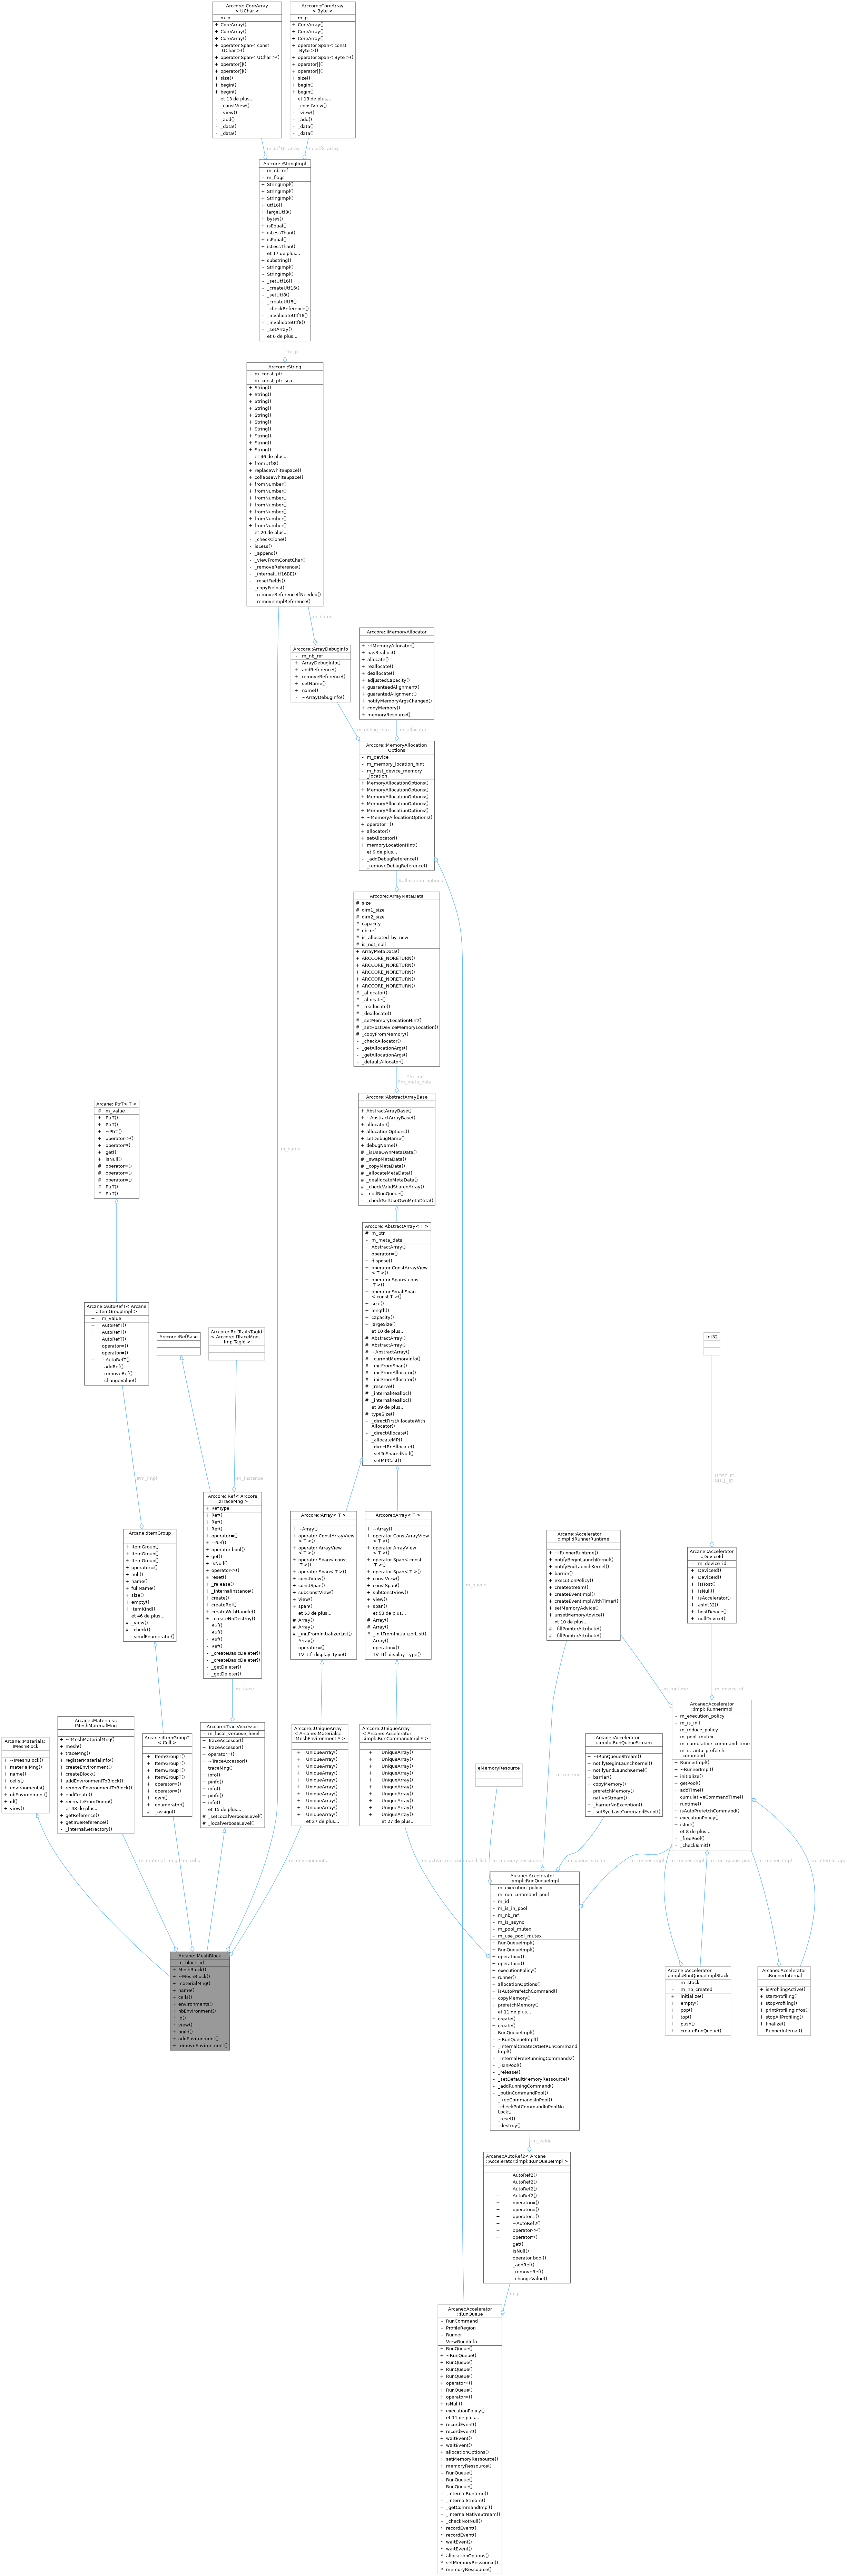 Arccore::CoreArray
< UChar >
- m_p
+ CoreArray()
+ CoreArray()
+ CoreArray()
+ operator Span< const
UChar >()
+ operator Span< UChar >()
+ operator[]()
+ operator[]()
+ size()
+ begin()
+ begin()
et 13 de plus...
- _constView()
- _view()
- _add()
- _data()
- _data()
Arccore::CoreArray
< Byte >
- m_p
+ CoreArray()
+ CoreArray()
+ CoreArray()
+ operator Span< const
Byte >()
+ operator Span< Byte >()
+ operator[]()
+ operator[]()
+ size()
+ begin()
+ begin()
et 13 de plus...
- _constView()
- _view()
- _add()
- _data()
- _data()
m_utf16_array
m_utf8_array
Arccore::StringImpl
- m_nb_ref
- m_flags
+ StringImpl()
+ StringImpl()
+ StringImpl()
+ utf16()
+ largeUtf8()
+ bytes()
+ isEqual()
+ isLessThan()
+ isEqual()
+ isLessThan()
et 17 de plus...
+ substring()
- StringImpl()
- StringImpl()
- _setUtf16()
- _createUtf16()
- _setUtf8()
- _createUtf8()
- _checkReference()
- _invalidateUtf16()
- _invalidateUtf8()
- _setArray()
et 6 de plus...
m_p
Arccore::String
- m_const_ptr
- m_const_ptr_size
+ String()
+ String()
+ String()
+ String()
+ String()
+ String()
+ String()
+ String()
+ String()
+ String()
et 46 de plus...
+ fromUtf8()
+ replaceWhiteSpace()
+ collapseWhiteSpace()
+ fromNumber()
+ fromNumber()
+ fromNumber()
+ fromNumber()
+ fromNumber()
+ fromNumber()
+ fromNumber()
et 20 de plus...
- _checkClone()
- isLess()
- _append()
- _viewFromConstChar()
- _removeReference()
- _internalUtf16BE()
- _resetFields()
- _copyFields()
- _removeReferenceIfNeeded()
- _removeImplReference()
m_name
Arccore::ArrayDebugInfo
- m_nb_ref
+ ArrayDebugInfo()
+ addReference()
+ removeReference()
+ setName()
+ name()
- ~ArrayDebugInfo()
Arccore::IMemoryAllocator
+ ~IMemoryAllocator()
+ hasRealloc()
+ allocate()
+ reallocate()
+ deallocate()
+ adjustedCapacity()
+ guaranteedAlignment()
+ guarantedAlignment()
+ notifyMemoryArgsChanged()
+ copyMemory()
+ memoryResource()
m_debug_info
m_allocator
Arccore::MemoryAllocation
Options
- m_device
- m_memory_location_hint
- m_host_device_memory
_location
+ MemoryAllocationOptions()
+ MemoryAllocationOptions()
+ MemoryAllocationOptions()
+ MemoryAllocationOptions()
+ MemoryAllocationOptions()
+ ~MemoryAllocationOptions()
+ operator=()
+ allocator()
+ setAllocator()
+ memoryLocationHint()
et 9 de plus...
- _addDebugReference()
- _removeDebugReference()
#allocation_options
Arccore::ArrayMetaData
# size
# dim1_size
# dim2_size
# capacity
# nb_ref
# is_allocated_by_new
# is_not_null
+ ArrayMetaData()
+ ARCCORE_NORETURN()
+ ARCCORE_NORETURN()
+ ARCCORE_NORETURN()
+ ARCCORE_NORETURN()
+ ARCCORE_NORETURN()
# _allocator()
# _allocate()
# _reallocate()
# _deallocate()
# _setMemoryLocationHint()
# _setHostDeviceMemoryLocation()
# _copyFromMemory()
- _checkAllocator()
- _getAllocationArgs()
- _getAllocationArgs()
- _defaultAllocator()
#m_md
#m_meta_data
Arccore::AbstractArrayBase
+ AbstractArrayBase()
+ ~AbstractArrayBase()
+ allocator()
+ allocationOptions()
+ setDebugName()
+ debugName()
# _isUseOwnMetaData()
# _swapMetaData()
# _copyMetaData()
# _allocateMetaData()
# _deallocateMetaData()
# _checkValidSharedArray()
# _nullRunQueue()
- _checkSetUseOwnMetaData()
m_name
Arcane::PtrT< T >
# m_value
+ PtrT()
+ PtrT()
+ ~PtrT()
+ operator->()
+ operator*()
+ get()
+ isNull()
# operator=()
# operator=()
# operator=()
# PtrT()
# PtrT()
Arccore::AbstractArray< T >
# m_ptr
- m_meta_data
+ AbstractArray()
+ operator=()
+ dispose()
+ operator ConstArrayView
< T >()
+ operator Span< const
T >()
+ operator SmallSpan
< const T >()
+ size()
+ length()
+ capacity()
+ largeSize()
et 10 de plus...
# AbstractArray()
# AbstractArray()
# ~AbstractArray()
# _currentMemoryInfo()
# _initFromSpan()
# _initFromAllocator()
# _initFromAllocator()
# _reserve()
# _internalRealloc()
# _internalRealloc()
et 39 de plus...
# typeSize()
- _directFirstAllocateWith
Allocator()
- _directAllocate()
- _allocateMP()
- _directReAllocate()
- _setToSharedNull()
- _setMPCast()
Arcane::AutoRefT< Arcane
::ItemGroupImpl >
+ m_value
+ AutoRefT()
+ AutoRefT()
+ AutoRefT()
+ operator=()
+ operator=()
+ ~AutoRefT()
- _addRef()
- _removeRef()
- _changeValue()
Arccore::RefBase
Arccore::RefTraitsTagId
< Arccore::ITraceMng,
ImplTagId >
Int32
#m_impl
m_instance
HOST_ID
NULL_ID
Arcane::ItemGroup
+ ItemGroup()
+ ItemGroup()
+ ItemGroup()
+ operator=()
+ null()
+ name()
+ fullName()
+ size()
+ empty()
+ itemKind()
et 46 de plus...
# _view()
# _check()
- _simdEnumerator()
Arccore::Ref< Arccore
::ITraceMng >
+ RefType
+ Ref()
+ Ref()
+ Ref()
+ operator=()
+ ~Ref()
+ operator bool()
+ get()
+ isNull()
+ operator->()
+ reset()
+ _release()
+ _internalInstance()
+ create()
+ createRef()
+ createWithHandle()
+ _createNoDestroy()
- Ref()
- Ref()
- Ref()
- Ref()
- _createBasicDeleter()
- _createBasicDeleter()
- _getDeleter()
- _getDeleter()
Arccore::Array< T >
+ ~Array()
+ operator ConstArrayView
< T >()
+ operator ArrayView
< T >()
+ operator Span< const
T >()
+ operator Span< T >()
+ constView()
+ constSpan()
+ subConstView()
+ view()
+ span()
et 53 de plus...
# Array()
# Array()
# _initFromInitializerList()
- Array()
- operator=()
- TV_ttf_display_type()
Arccore::Array< T >
+ ~Array()
+ operator ConstArrayView
< T >()
+ operator ArrayView
< T >()
+ operator Span< const
T >()
+ operator Span< T >()
+ constView()
+ constSpan()
+ subConstView()
+ view()
+ span()
et 53 de plus...
# Array()
# Array()
# _initFromInitializerList()
- Array()
- operator=()
- TV_ttf_display_type()
m_queue
Arcane::Accelerator
::impl::IRunnerRuntime
+ ~IRunnerRuntime()
+ notifyBeginLaunchKernel()
+ notifyEndLaunchKernel()
+ barrier()
+ executionPolicy()
+ createStream()
+ createEventImpl()
+ createEventImplWithTimer()
+ setMemoryAdvice()
+ unsetMemoryAdvice()
et 10 de plus...
# _fillPointerAttribute()
# _fillPointerAttribute()
Arcane::Accelerator
::DeviceId
- m_device_id
+ DeviceId()
+ DeviceId()
+ isHost()
+ isNull()
+ isAccelerator()
+ asInt32()
+ hostDevice()
+ nullDevice()
m_trace
m_runtime
m_device_id
Arcane::Materials::
IMeshBlock
+ ~IMeshBlock()
+ materialMng()
+ name()
+ cells()
+ environments()
+ nbEnvironment()
+ id()
+ view()
Arcane::Materials::
IMeshMaterialMng
+ ~IMeshMaterialMng()
+ mesh()
+ traceMng()
+ registerMaterialInfo()
+ createEnvironment()
+ createBlock()
+ addEnvironmentToBlock()
+ removeEnvironmentToBlock()
+ endCreate()
+ recreateFromDump()
et 48 de plus...
+ getReference()
+ getTrueReference()
- _internalSetFactory()
Arcane::ItemGroupT
< Cell >
+ ItemGroupT()
+ ItemGroupT()
+ ItemGroupT()
+ ItemGroupT()
+ operator=()
+ operator=()
+ own()
+ enumerator()
# _assign()
Arccore::TraceAccessor
- m_local_verbose_level
+ TraceAccessor()
+ TraceAccessor()
+ operator=()
+ ~TraceAccessor()
+ traceMng()
+ info()
+ pinfo()
+ info()
+ pinfo()
+ info()
et 15 de plus...
# _setLocalVerboseLevel()
# _localVerboseLevel()
Arccore::UniqueArray
< Arcane::Materials::
IMeshEnvironment * >
+ UniqueArray()
+ UniqueArray()
+ UniqueArray()
+ UniqueArray()
+ UniqueArray()
+ UniqueArray()
+ UniqueArray()
+ UniqueArray()
+ UniqueArray()
+ UniqueArray()
et 27 de plus...
Arccore::UniqueArray
< Arcane::Accelerator
::impl::RunCommandImpl * >
+ UniqueArray()
+ UniqueArray()
+ UniqueArray()
+ UniqueArray()
+ UniqueArray()
+ UniqueArray()
+ UniqueArray()
+ UniqueArray()
+ UniqueArray()
+ UniqueArray()
et 27 de plus...
eMemoryRessource
m_runtime
Arcane::Accelerator
::impl::IRunQueueStream
+ ~IRunQueueStream()
+ notifyBeginLaunchKernel()
+ notifyEndLaunchKernel()
+ barrier()
+ copyMemory()
+ prefetchMemory()
+ nativeStream()
+ _barrierNoException()
+ _setSyclLastCommandEvent()
Arcane::Accelerator
::impl::RunnerImpl
- m_execution_policy
- m_is_init
- m_reduce_policy
- m_pool_mutex
- m_cumulative_command_time
- m_is_auto_prefetch
_command
+ RunnerImpl()
+ ~RunnerImpl()
+ initialize()
+ getPool()
+ addTime()
+ cumulativeCommandTime()
+ runtime()
+ isAutoPrefetchCommand()
+ executionPolicy()
+ isInit()
et 8 de plus...
- _freePool()
- _checkIsInit()
m_material_mng
m_cells
m_environments
m_active_run_command_list
m_memory_ressource
m_queue_stream
m_runner_impl
m_runner_impl
m_run_queue_pool
m_runner_impl
m_internal_api
Arcane::MeshBlock
- m_block_id
+ MeshBlock()
+ ~MeshBlock()
+ materialMng()
+ name()
+ cells()
+ environments()
+ nbEnvironment()
+ id()
+ view()
+ build()
+ addEnvironment()
+ removeEnvironment()
Arcane::Accelerator
::impl::RunQueueImpl
- m_execution_policy
- m_run_command_pool
- m_id
- m_is_in_pool
- m_nb_ref
- m_is_async
- m_pool_mutex
- m_use_pool_mutex
+ RunQueueImpl()
+ RunQueueImpl()
+ operator=()
+ operator=()
+ executionPolicy()
+ runner()
+ allocationOptions()
+ isAutoPrefetchCommand()
+ copyMemory()
+ prefetchMemory()
et 11 de plus...
+ create()
+ create()
- RunQueueImpl()
- ~RunQueueImpl()
- _internalCreateOrGetRunCommand
Impl()
- _internalFreeRunningCommands()
- _isInPool()
- _release()
- _setDefaultMemoryRessource()
- _addRunningCommand()
- _putInCommandPool()
- _freeCommandsInPool()
- _checkPutCommandInPoolNo
Lock()
- _reset()
- _destroy()
Arcane::Accelerator
::impl::RunQueueImplStack
- m_stack
- m_nb_created
+ initialize()
+ empty()
+ pop()
+ top()
+ push()
+ createRunQueue()
Arcane::Accelerator
::RunnerInternal
+ isProfilingActive()
+ startProfiling()
+ stopProfiling()
+ printProfilingInfos()
+ stopAllProfiling()
+ finalize()
- RunnerInternal()
m_value
Arcane::AutoRef2< Arcane
::Accelerator::impl::RunQueueImpl >
+ AutoRef2()
+ AutoRef2()
+ AutoRef2()
+ AutoRef2()
+ operator=()
+ operator=()
+ operator=()
+ ~AutoRef2()
+ operator->()
+ operator*()
+ get()
+ isNull()
+ operator bool()
- _addRef()
- _removeRef()
- _changeValue()
m_p
Arcane::Accelerator
::RunQueue
- RunCommand
- ProfileRegion
- Runner
- ViewBuildInfo
+ RunQueue()
+ ~RunQueue()
+ RunQueue()
+ RunQueue()
+ RunQueue()
+ operator=()
+ RunQueue()
+ operator=()
+ isNull()
+ executionPolicy()
et 11 de plus...
+ recordEvent()
+ recordEvent()
+ waitEvent()
+ waitEvent()
+ allocationOptions()
+ setMemoryRessource()
+ memoryRessource()
- RunQueue()
- RunQueue()
- RunQueue()
- _internalRuntime()
- _internalStream()
- _getCommandImpl()
- _internalNativeStream()
- _checkNotNull()
* recordEvent()
* recordEvent()
* waitEvent()
* waitEvent()
* allocationOptions()
* setMemoryRessource()
* memoryRessource()